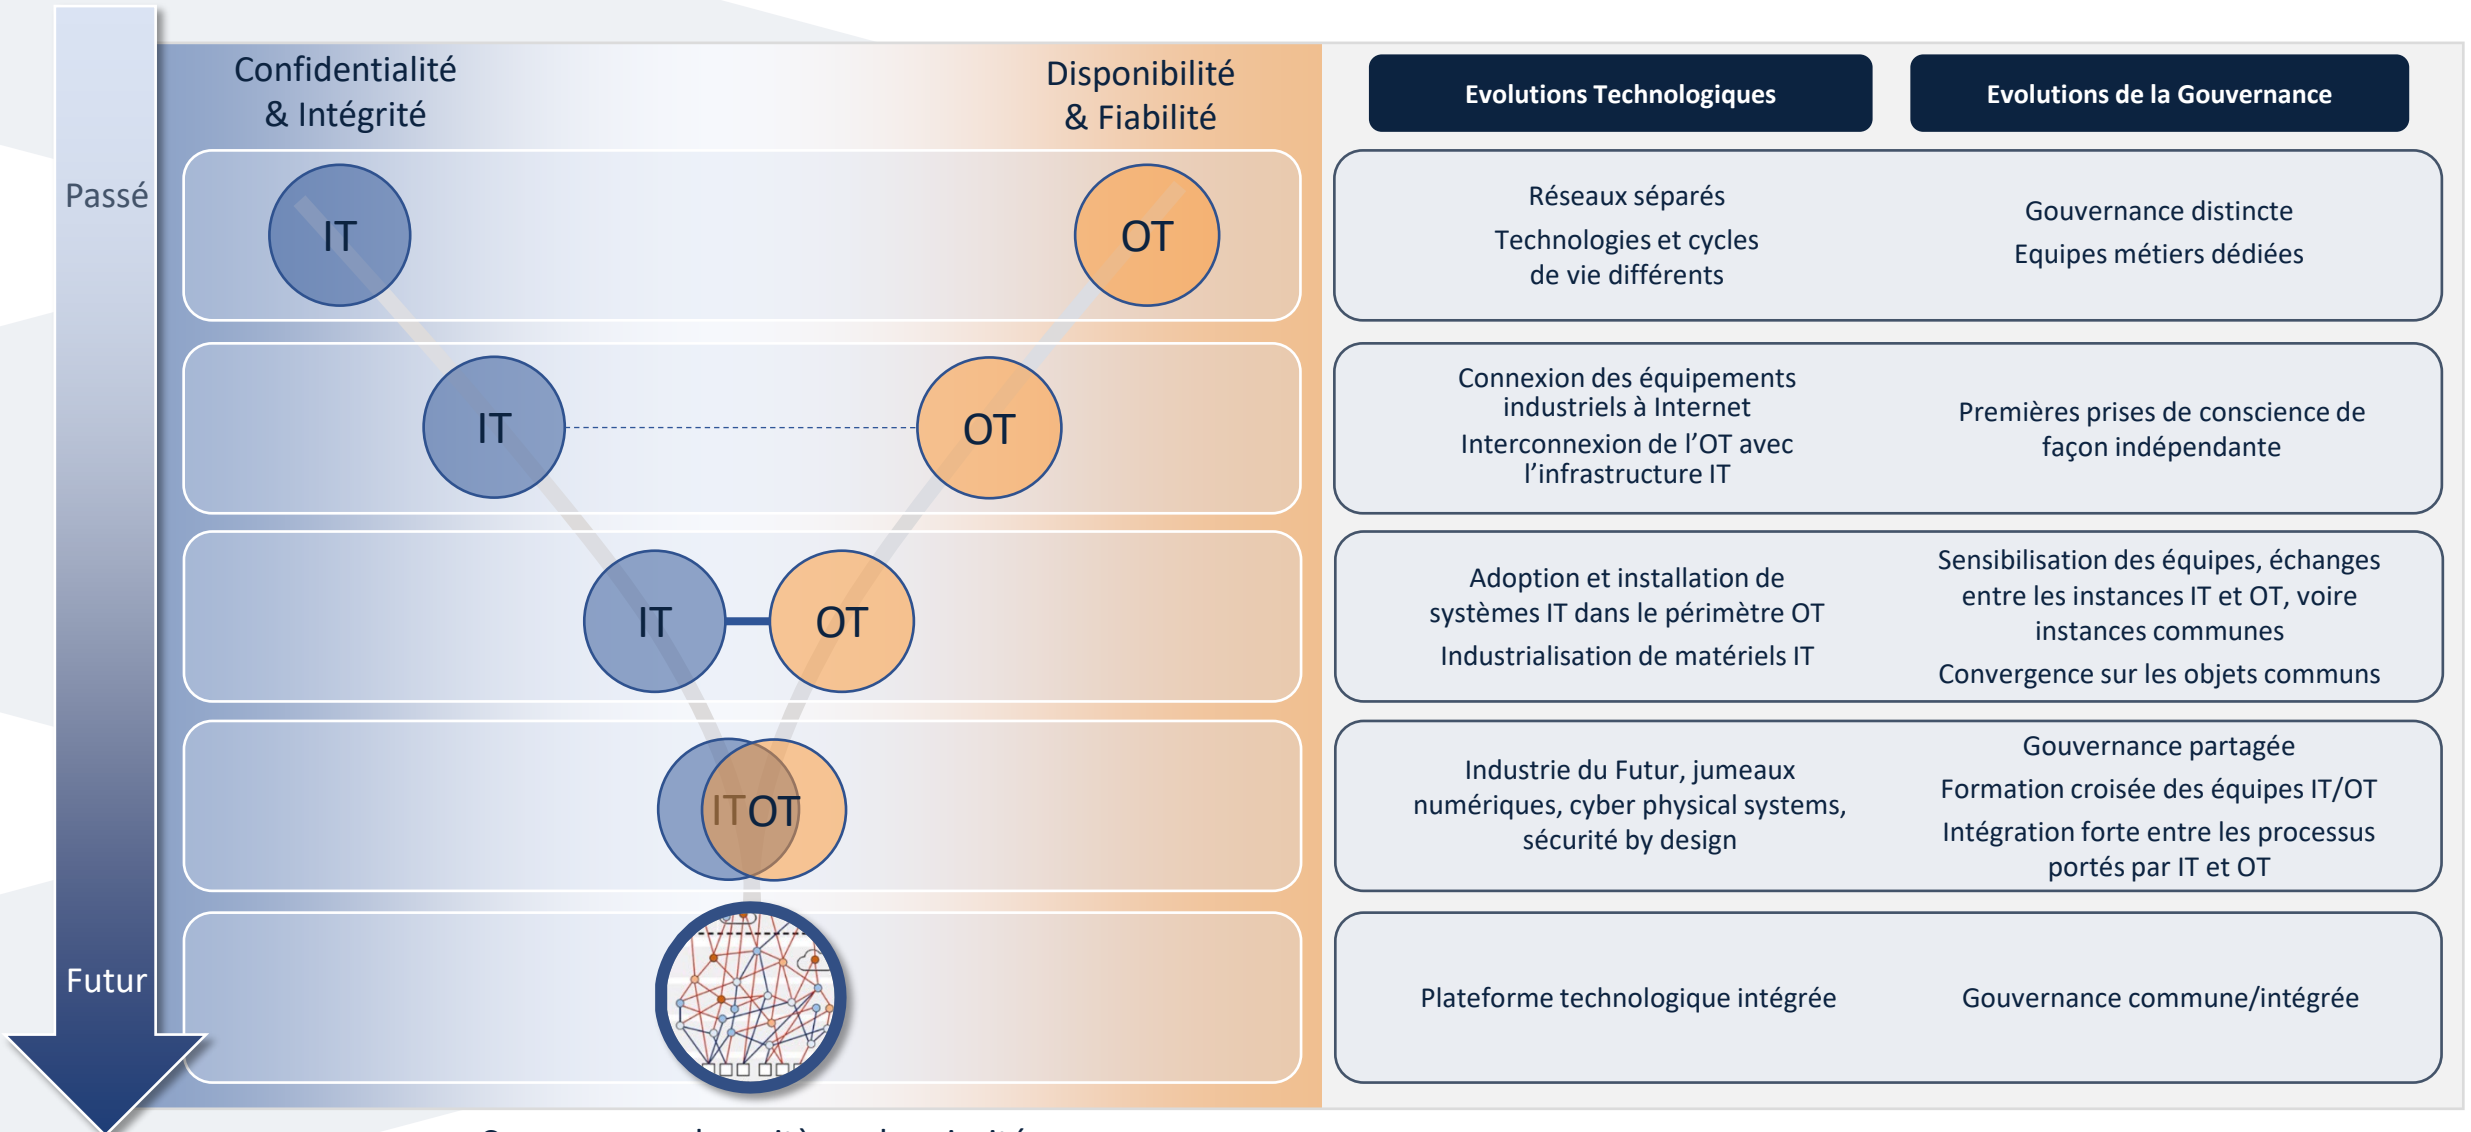 Confidentialité
& Intégrité
Disponibilité
& Fiabilité
Evolutions Technologiques
Evolutions de la Gouvernance
Passé
IT
OT
Réseaux séparés
Technologies et cycles
de vie différents
Gouvernance distincte
Equipes métiers dédiées
IT
OT
Connexion des équipements
industriels à Internet
Interconnexion de l’OT avec
l’infrastructure IT
Premières prises de conscience de
façon indépendante
IT
OT
Adoption et installation de
systèmes IT dans le périmètre OT
Industrialisation de matériels IT
Sensibilisation des équipes, échanges
entre les instances IT et OT, voire
instances communes
Convergence sur les objets communs
IT
OT
Industrie du Futur, jumeaux
numériques, cyber physical systems,
sécurité by design
Gouvernance partagée
Formation croisée des équipes IT/OT
Intégration forte entre les processus
portés par IT et OT
Futur
Plateforme technologique intégrée
Gouvernance commune/intégrée